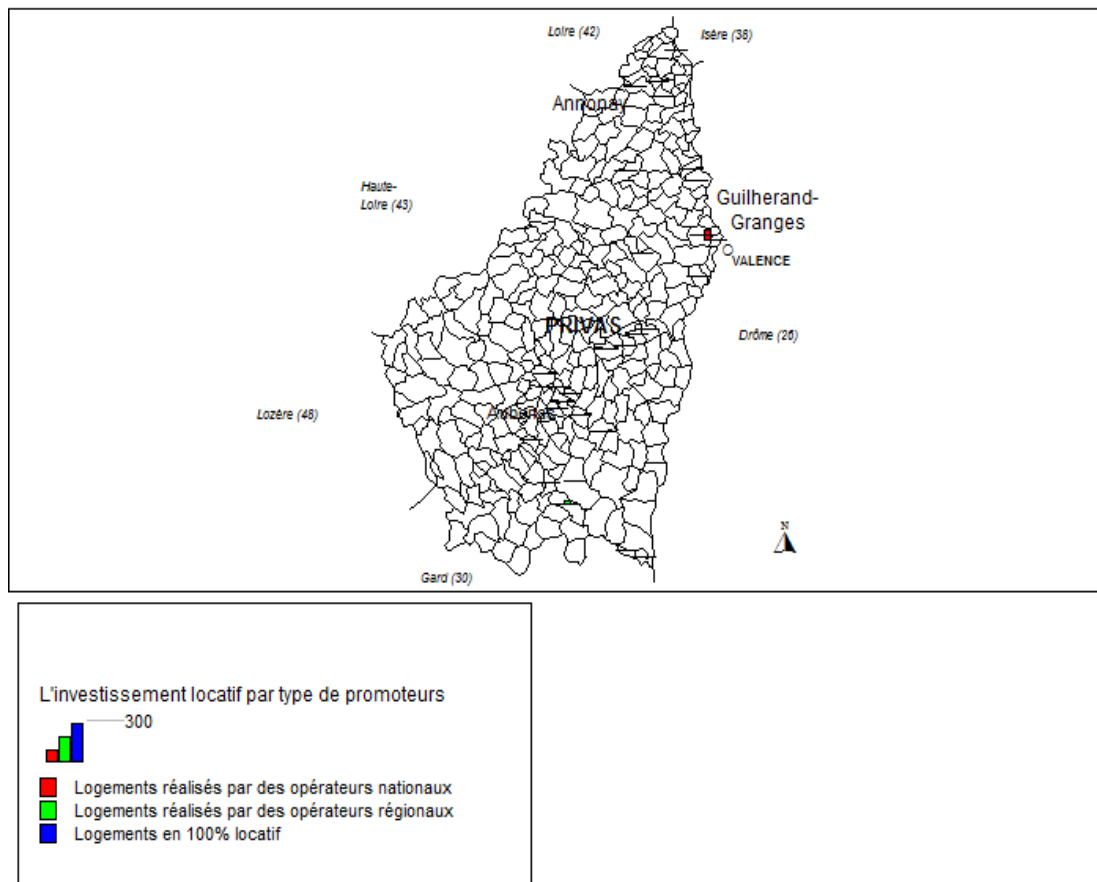 Loire (42)
Isère (38)
Annonay
Haute-
Loire (43)
Guilherand-
Granges
VALENCE
PRIVAS
Drôme (26)
Lozère (48)
Aubenas
N
Gard (30)
L'investissement locatif par type de promoteurs
300
Logements réalisés par des opérateurs nationaux
Logements réalisés par des opérateurs régionaux
Logements en 100% locatif